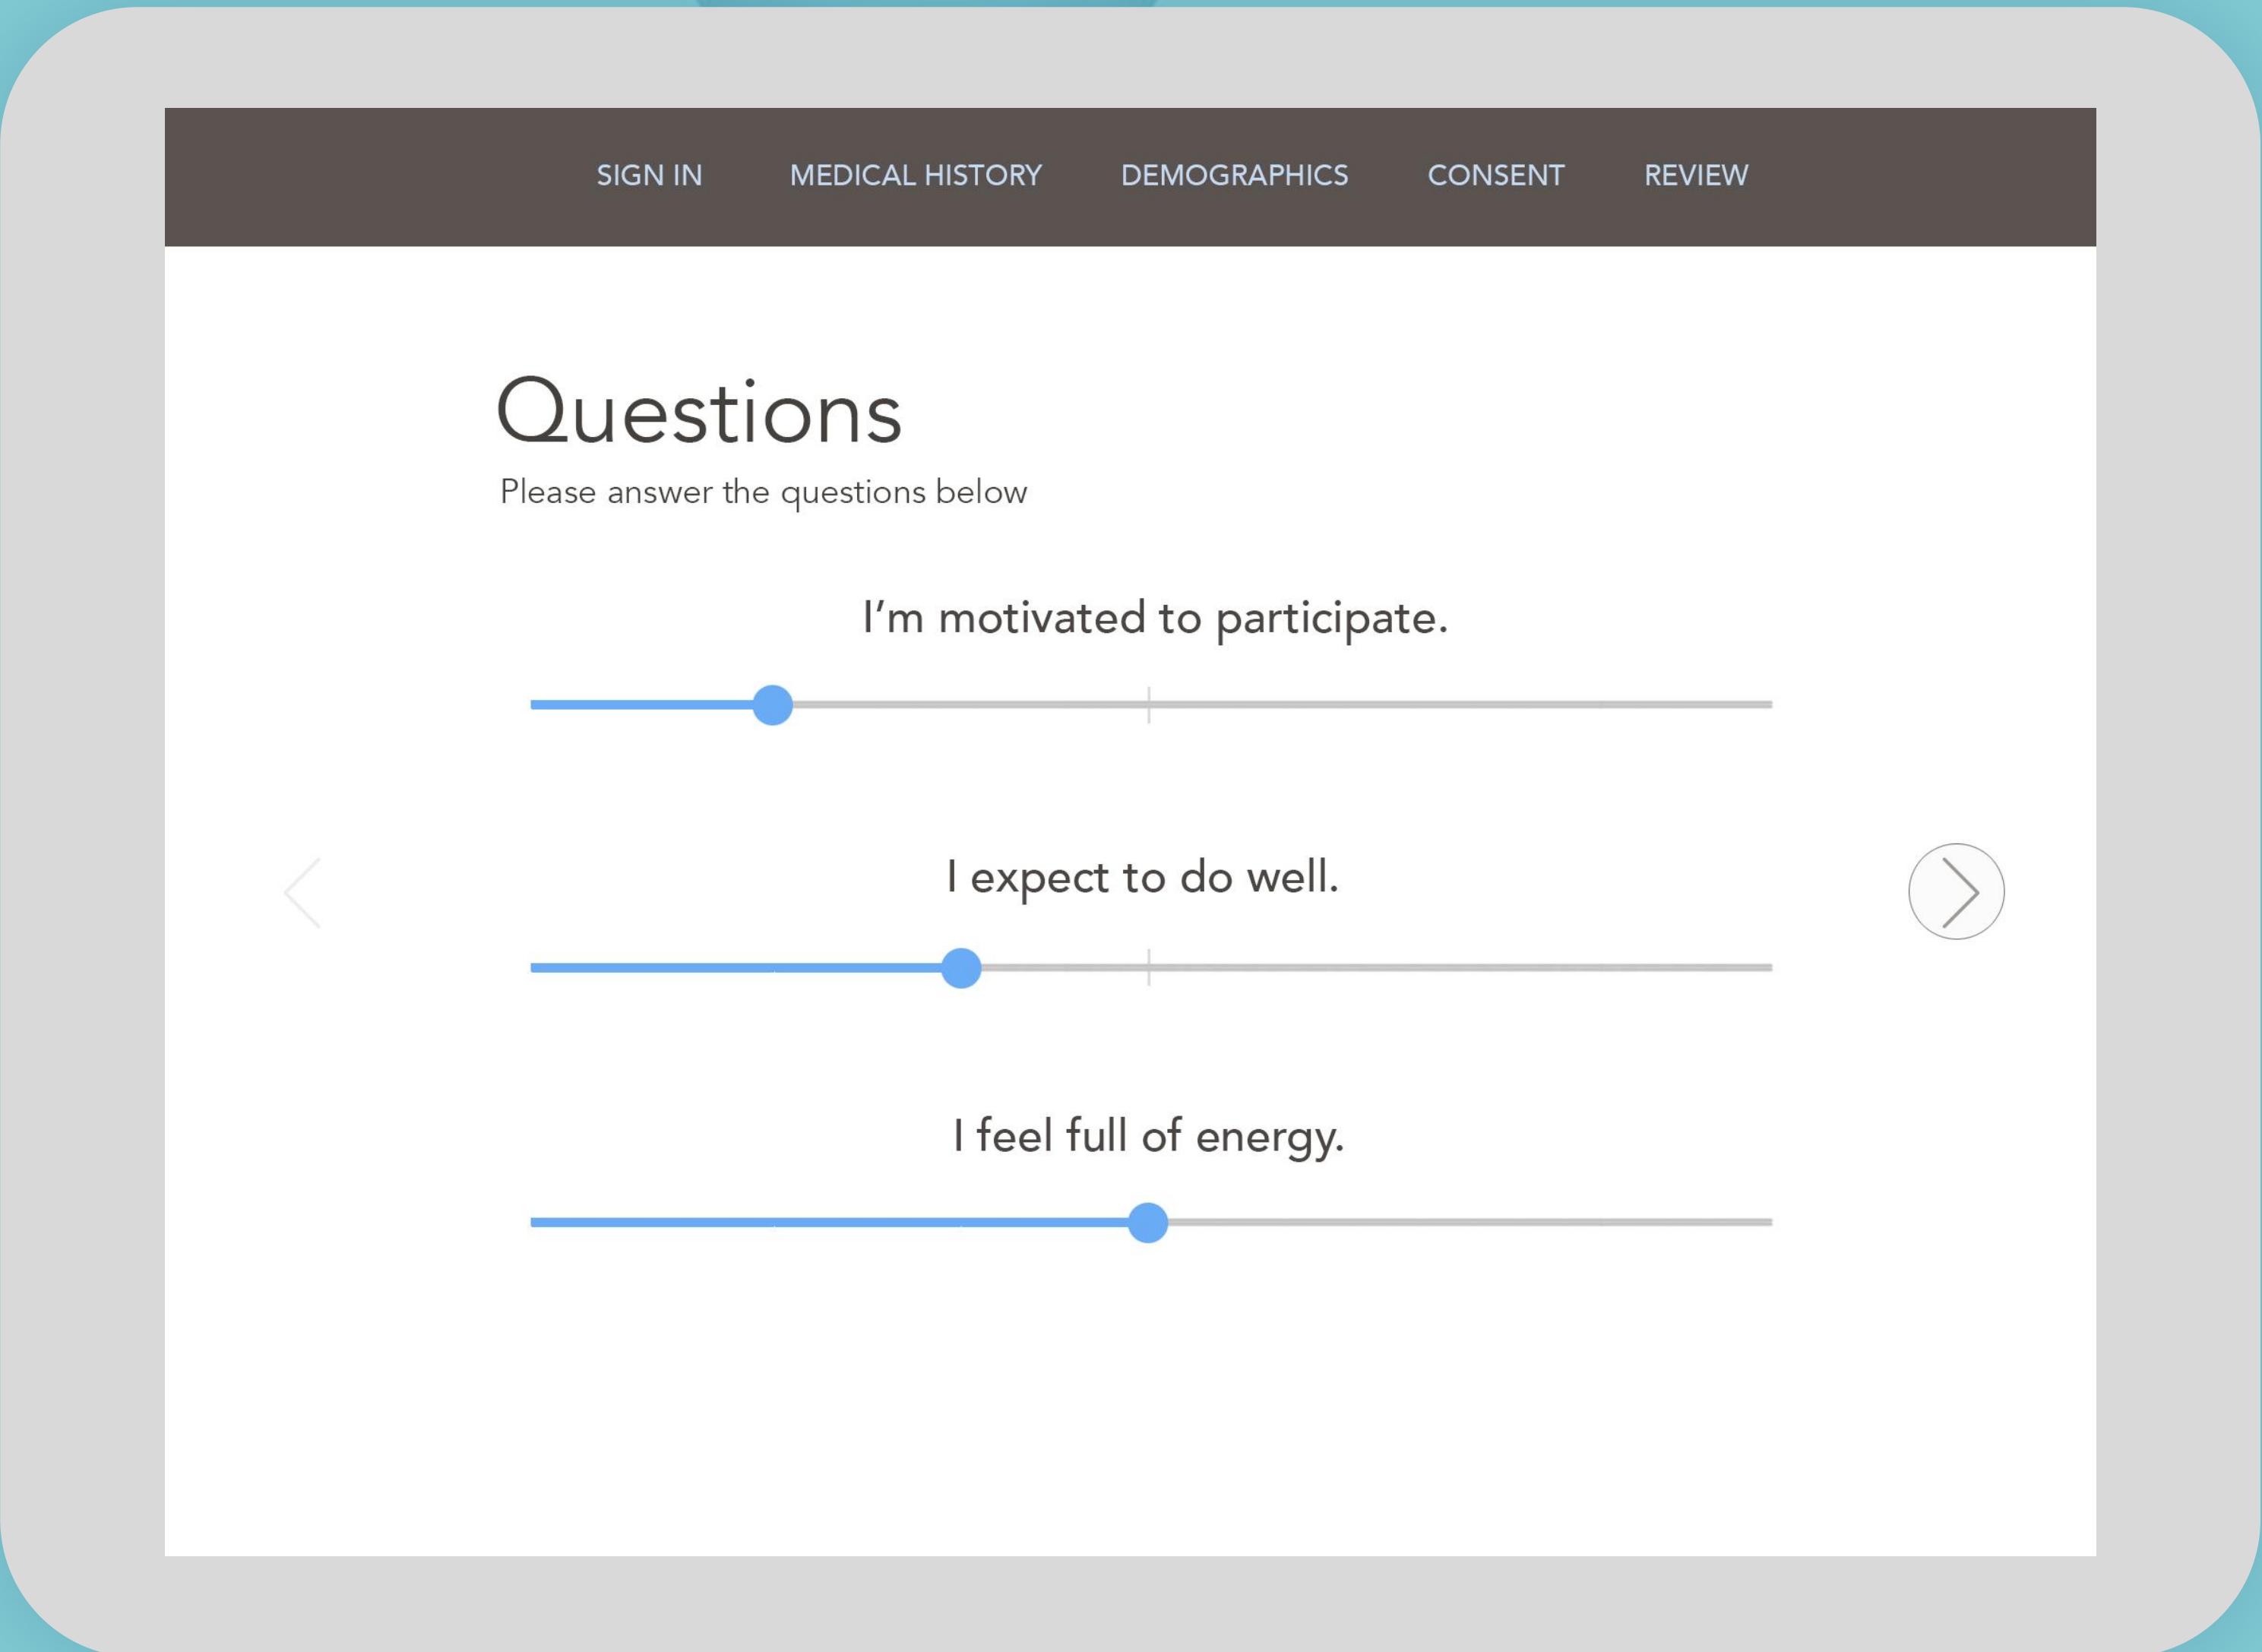 SIGN IN MEDICAL HISTORY DEMOGRAPHICS CONSENT REVIEW
Questions
Please answer the questions below
I’m motivated to participate.
I expect to do well.
I feel full of energy.